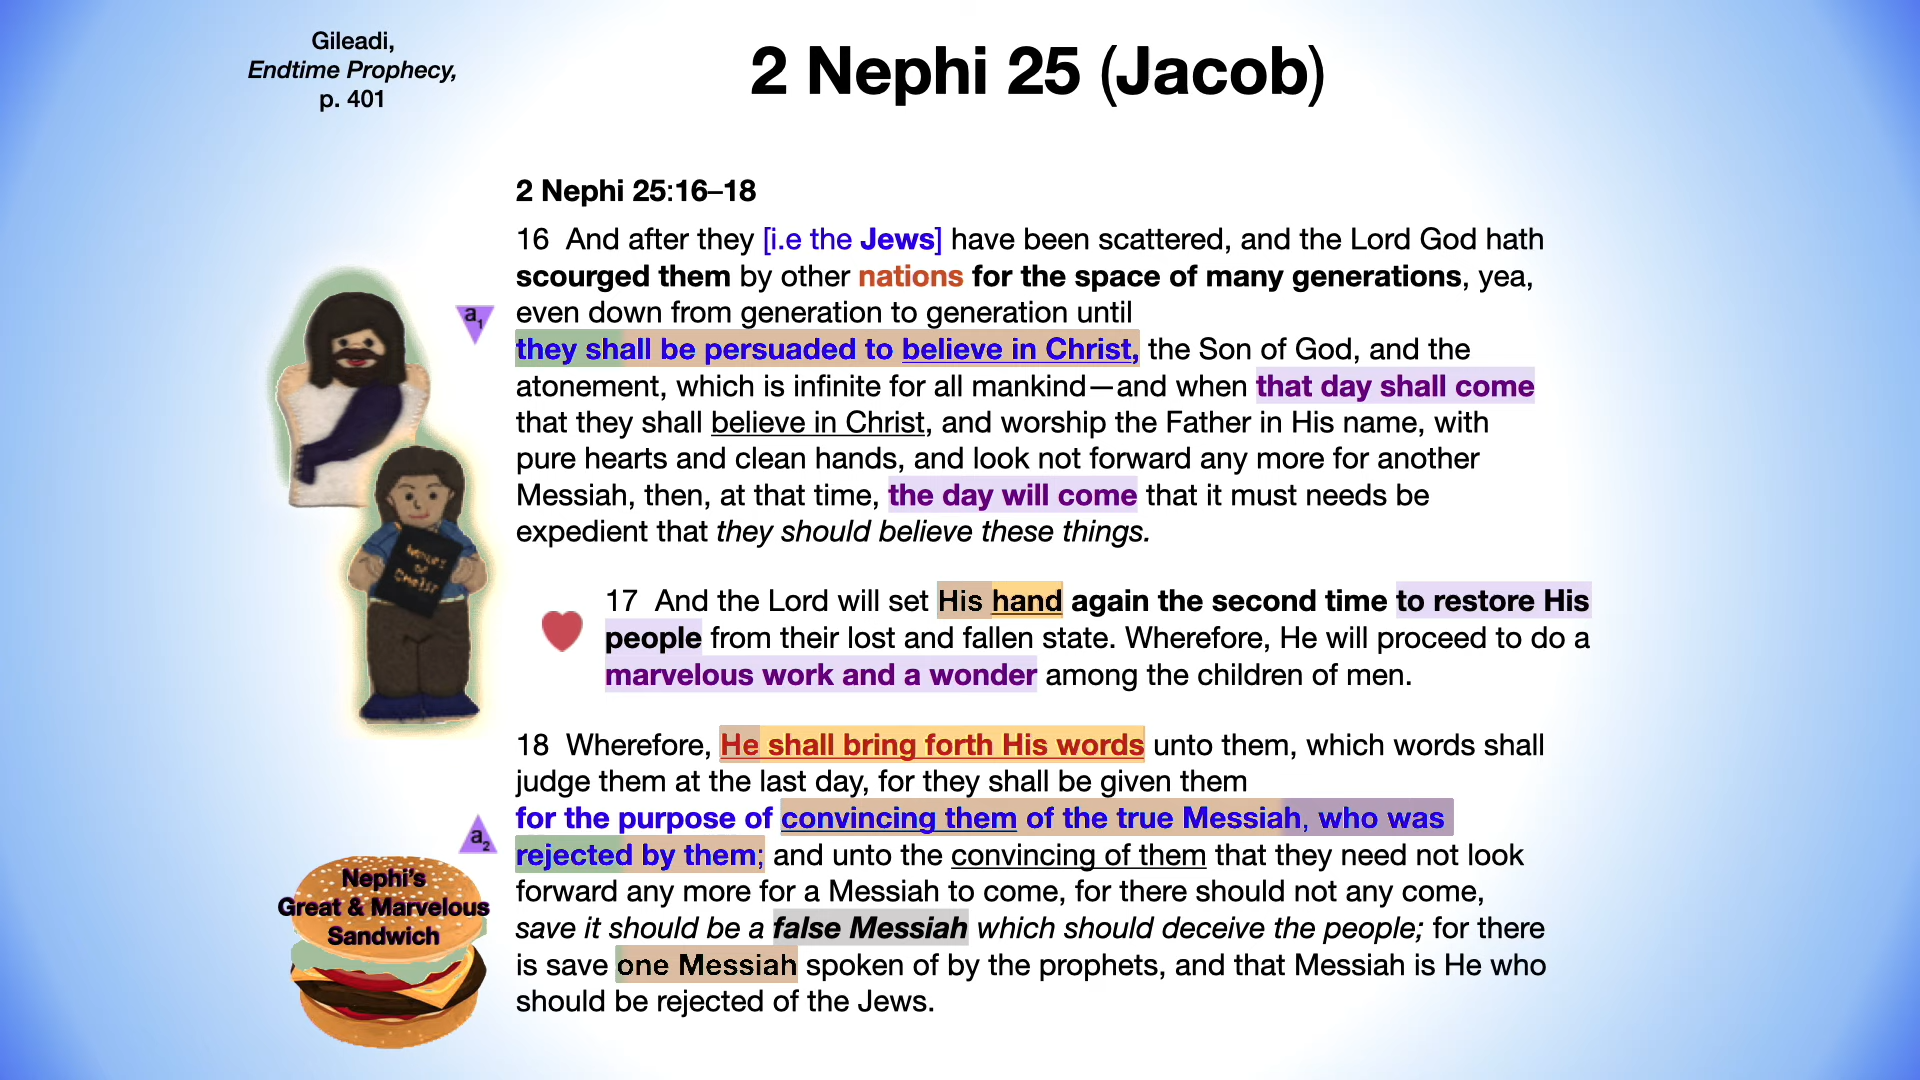 Gileadi,
Endtime Prophecy,
p. 401
2 Nephi 25 (Jacob)
2 Nephi 25:16–18
16 And after they [i.e the Jews] have been scattered, and the Lord God hath
scourged them by other nations for the space of many generations, yea,
even down from generation to generation until
they shall be persuaded to believe in Christ, the Son of God, and the
atonement, which is infinite for all mankind—and when that day shall come
that they shall believe in Christ, and worship the Father in His name, with
pure hearts and clean hands, and look not forward any more for another
Messiah, then, at that time, the day will come that it must needs be
expedient that they should believe these things.
a1
WORDS
OF
CHRIST
17 And the Lord will set His hand again the second time to restore His
people from their lost and fallen state. Wherefore, He will proceed to do a
marvelous work and a wonder among the children of men.
18 Wherefore, He shall bring forth His words unto them, which words shall
judge them at the last day, for they shall be given them
for the purpose of convincing them of the true Messiah, who was
rejected by them; and unto the convincing of them that they need not look
forward any more for a Messiah to come, for there should not any come,
save it should be a false Messiah which should deceive the people; for there
is save one Messiah spoken of by the prophets, and that Messiah is He who
should be rejected of the Jews.
a2
Nephi's
Great & Marvelous
Sandwich